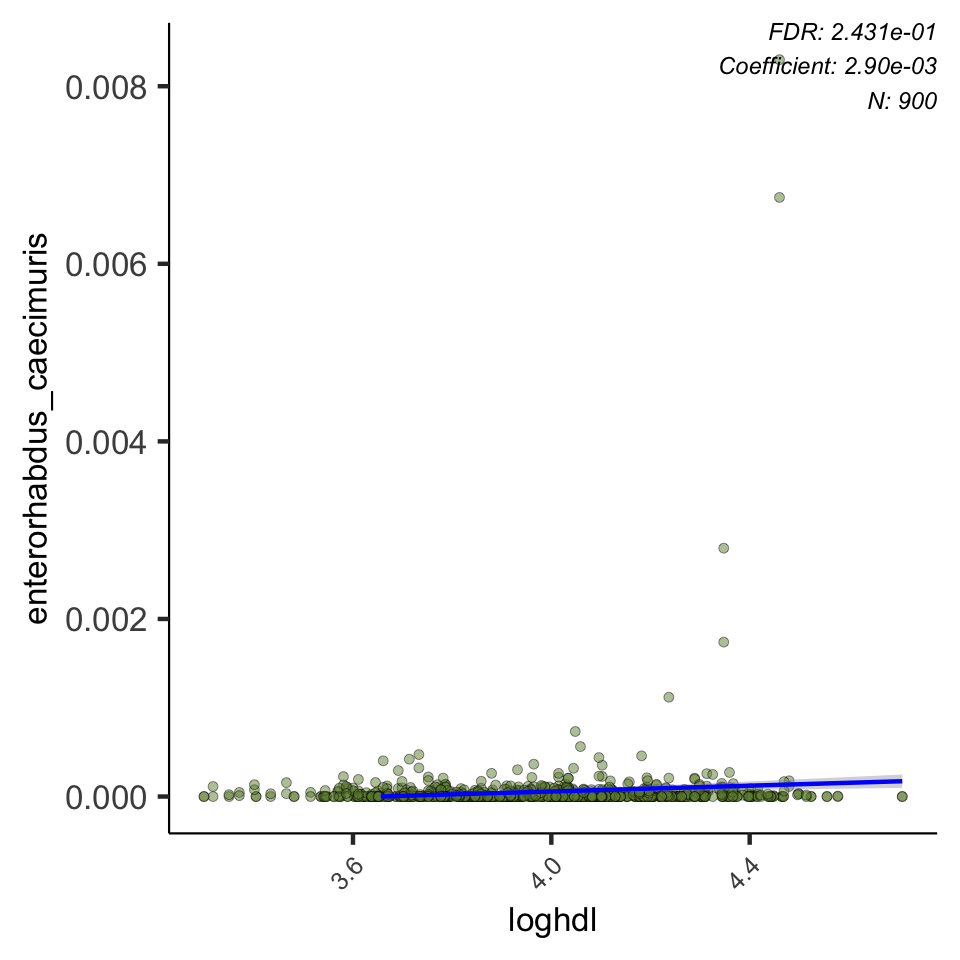 FDR: 2.431e-01
Coefficient: 2.90e-03
N: 900
0.008
0.006
0.004
0.002
0.000
enterorhabdus_caecimuris
3.6
4.0
4.4
loghdl